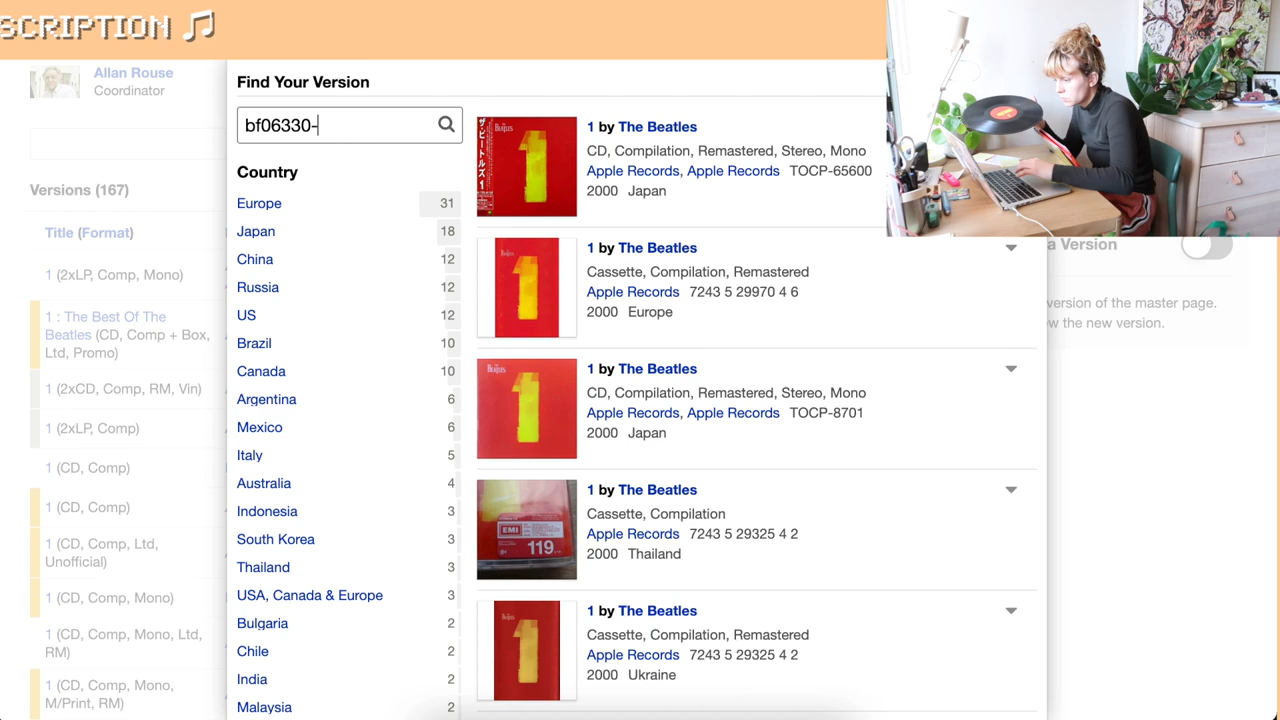 SCRIPTION
Allan Rouse
Coordinator
Versions (167)
Title (Format)
1 (2xLP, Comp, Mono)
1 : The Best Of The
Beatles (CD, Comp + Box,
Ltd, Promo)
1 (2xCD, Comp, RM, Vin)
1 (2xLP, Comp)
1 (CD, Comp)
1 (CD, Comp)
1 (CD, Comp, Ltd,
Unofficial)
1 (CD, Comp, Mono)
1 (CD, Comp, Mono, Ltd,
RM)
1 (CD, Comp, Mono,
M/Print, RM)
Find Your Version
bf06330-
Country
Europe 31
Japan 18
China 12
Russia 12
US 12
Brazil 10
Canada 10
Argentina 6
Mexico 6
Italy 5
Australia 4
Indonesia 3
South Korea 3
Thailand 3
USA, Canada & Europe 3
Bulgaria 2
Chile 2
India 2
Malaysia 2
ザ・ビートルズ 1
1 by The Beatles
CD, Compilation, Remastered, Stereo, Mono
Apple Records, Apple Records TOCP-65600
2000 Japan
1 by The Beatles
Cassette, Compilation, Remastered
Apple Records 7243 5 29970 4 6
2000 Europe
1 by The Beatles
CD, Compilation, Remastered, Stereo, Mono
Apple Records, Apple Records TOCP-8701
2000 Japan
EMI
119
1 by The Beatles
Cassette, Compilation
Apple Records 7243 5 29325 4 2
2000 Thailand
1 by The Beatles
Cassette, Compilation, Remastered
Apple Records 7243 5 29325 4 2
2000 Ukraine
a Version
version of the master page.
w the new version.